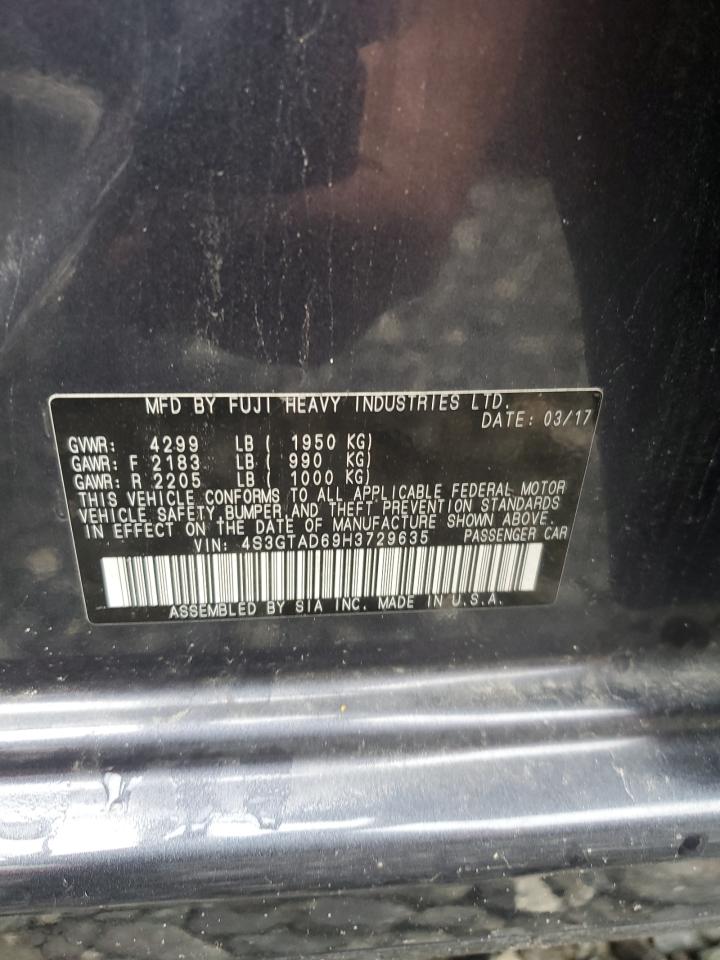 MFD BY FUJI HEAVY INDUSTRIES LTD.
DATE: 03/17
GVWR: 4299 LB ( 1950 KG)
GAWR: F 2183 LB ( 990 KG)
GAWR: R 2205 LB ( 1000 KG)
THIS VEHICLE CONFORMS TO ALL APPLICABLE FEDERAL MOTOR
VEHICLE SAFETY, BUMPER, AND THEFT PREVENTION STANDARDS
IN EFFECT ON THE DATE OF MANUFACTURE SHOWN ABOVE.
VIN: 4S3GTAD69H3729635 PASSENGER CAR
ASSEMBLED BY SIA INC. MADE IN U.S.A.